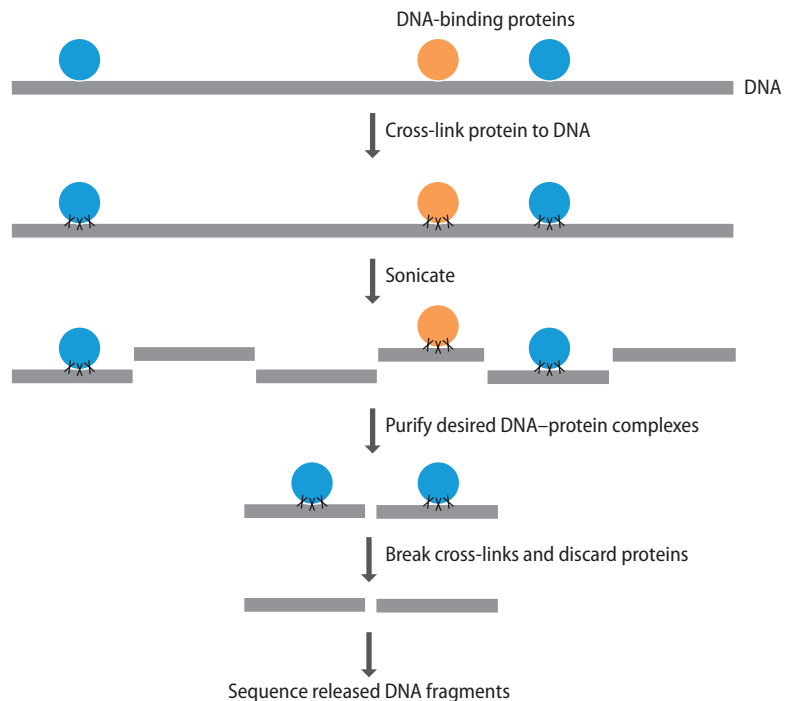 DNA-binding proteins
DNA
Cross-link protein to DNA
Sonicate
Purify desired DNA–protein complexes
Break cross-links and discard proteins
Sequence released DNA fragments